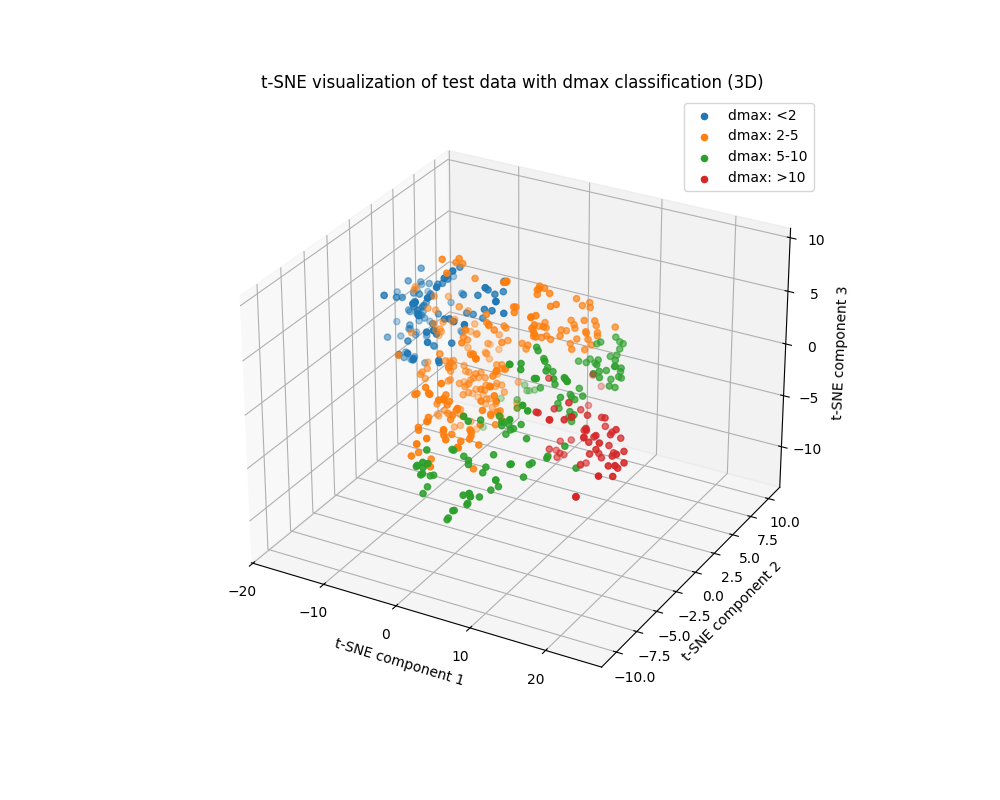 t-SNE visualization of test data with dmax classification (3D)
dmax: <2
dmax: 2-5
dmax: 5-10
dmax: >10
10
5
0
−5
−10
t-SNE component 3
10.0
7.5
5.0
2.5
0.0
−2.5
−5.0
−7.5
−10.0
t-SNE component 2
−20
−10
0
10
20
t-SNE component 1